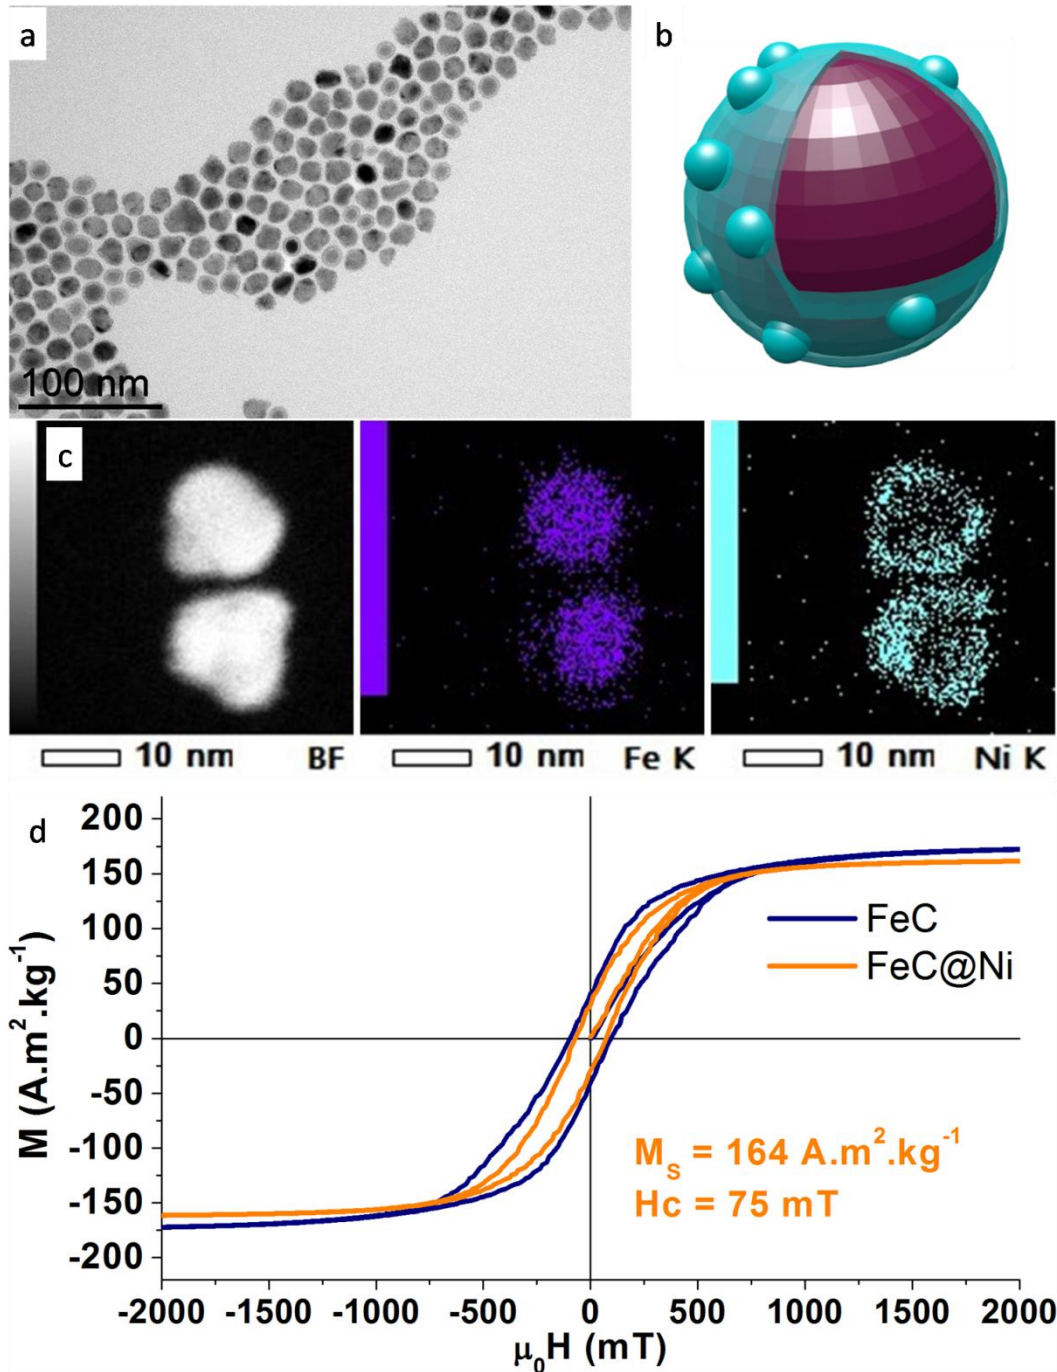 a
b
100 nm
c
10 nm BF
10 nm Fe K
10 nm Ni K
d
200
150
100
50
0
-50
-100
-150
-200
M (A.m².kg⁻¹)
FeC
FeC@Ni
Mₛ = 164 A.m².kg⁻¹
Hc = 75 mT
-2000 -1500 -1000 -500 0 500 1000 1500 2000
μ₀H (mT)